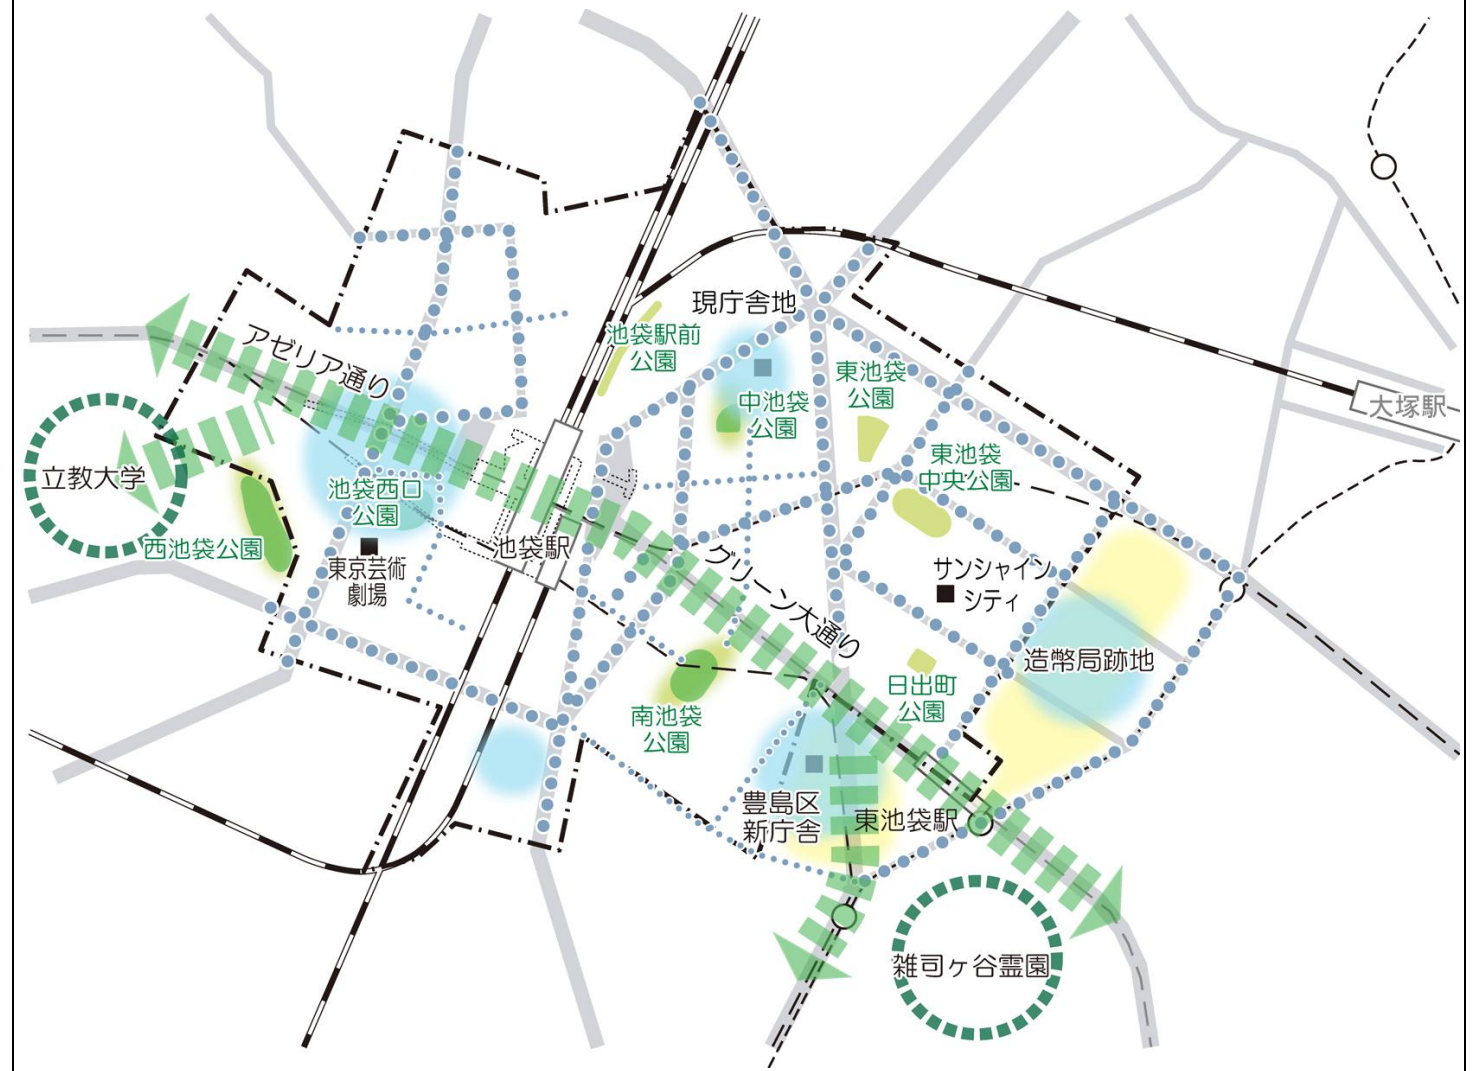 現庁舎地
池袋駅前
公園
アゼリア通り
東池袋
公園
中池袋
公園
大塚駅
東池袋
中央公園
立教大学
池袋西口
公園
西池袋公園
池袋駅
東京芸術
劇場
グリーン大通り
サンシャイン
シティ
造幣局跡地
日出町
公園
南池袋
公園
豊島区
新庁舎
東池袋駅
雑司ヶ谷霊園